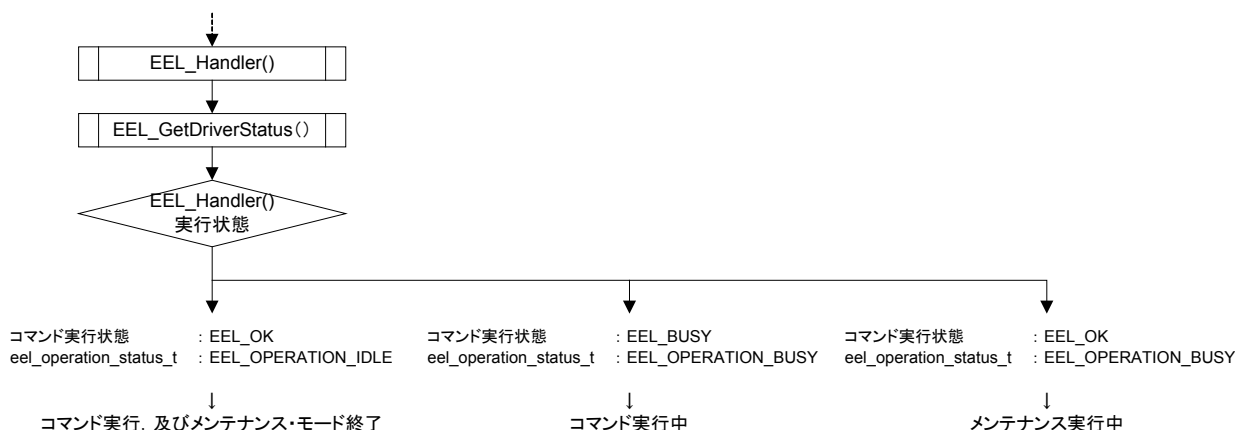 EEL_Handler()
EEL_GetDriverStatus()
EEL_Handler()
実行状態
コマンド実行状態 : EEL_OK
eel_operation_status_t : EEL_OPERATION_IDLE
↓
コマンド実行, 及びメンテナンス・モード終了
コマンド実行状態 : EEL_BUSY
eel_operation_status_t : EEL_OPERATION_BUSY
↓
コマンド実行中
コマンド実行状態 : EEL_OK
eel_operation_status_t : EEL_OPERATION_BUSY
↓
メンテナンス実行中